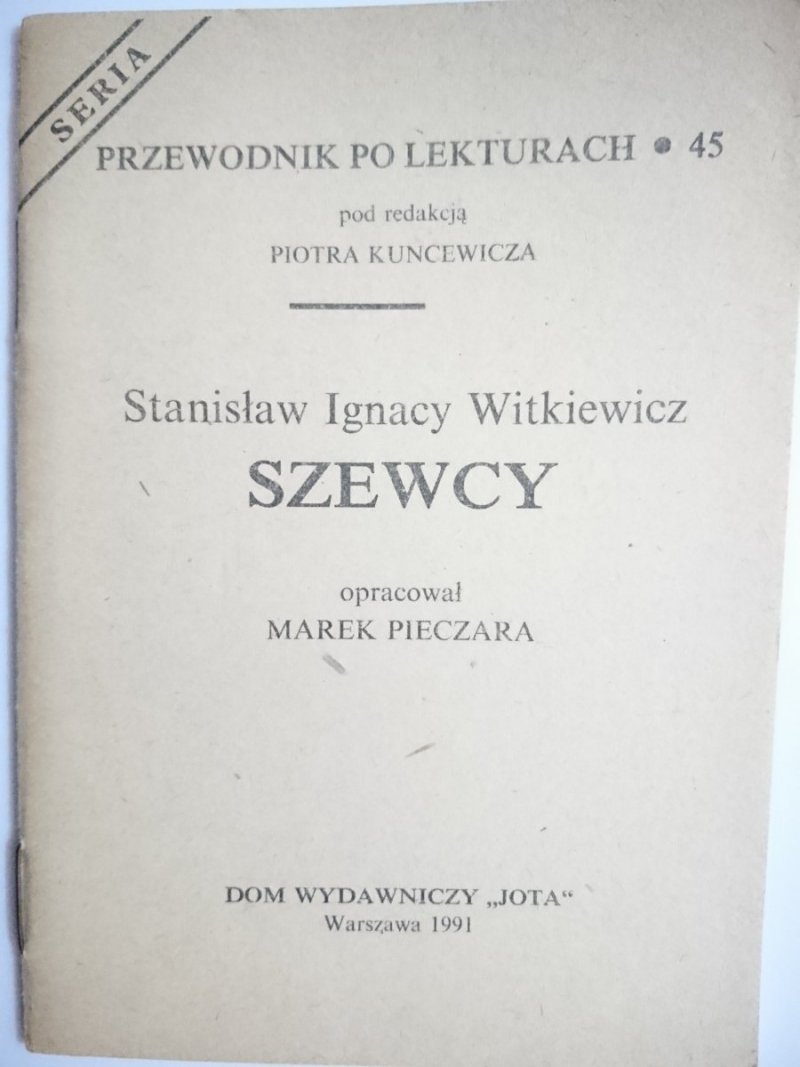 SERIA
PRZEWODNIK PO LEKTURACH • 45
pod redakcją
PIOTRA KUNCEWICZA
Stanisław Ignacy Witkiewicz
SZEWCY
opracował
MAREK PIECZARA
DOM WYDAWNICZY „JOTA“
Warszawa 1991